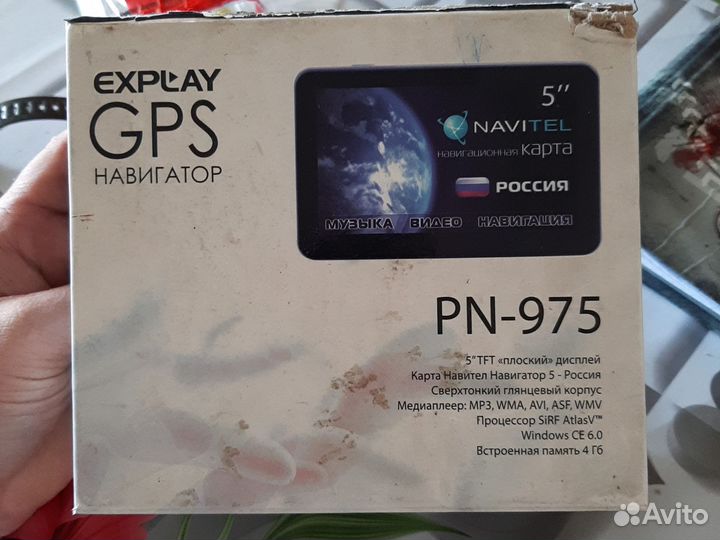 EXPLAY
GPS
НАВИГАТОР
5’’
NAVITEL
навигационная карта
РОССИЯ
МУЗЫКА ВИДЕО НАВИГАЦИЯ
PN-975
5” TFT «плоский» дисплей
Карта Навител Навигатор 5 - Россия
Сверхтонкий глянцевый корпус
Медиаплеер: MP3, WMA, AVI, ASF, WMV
Процессор SiRF AtlasV™
Windows CE 6.0
Встроенная память 4 Гб
Avito